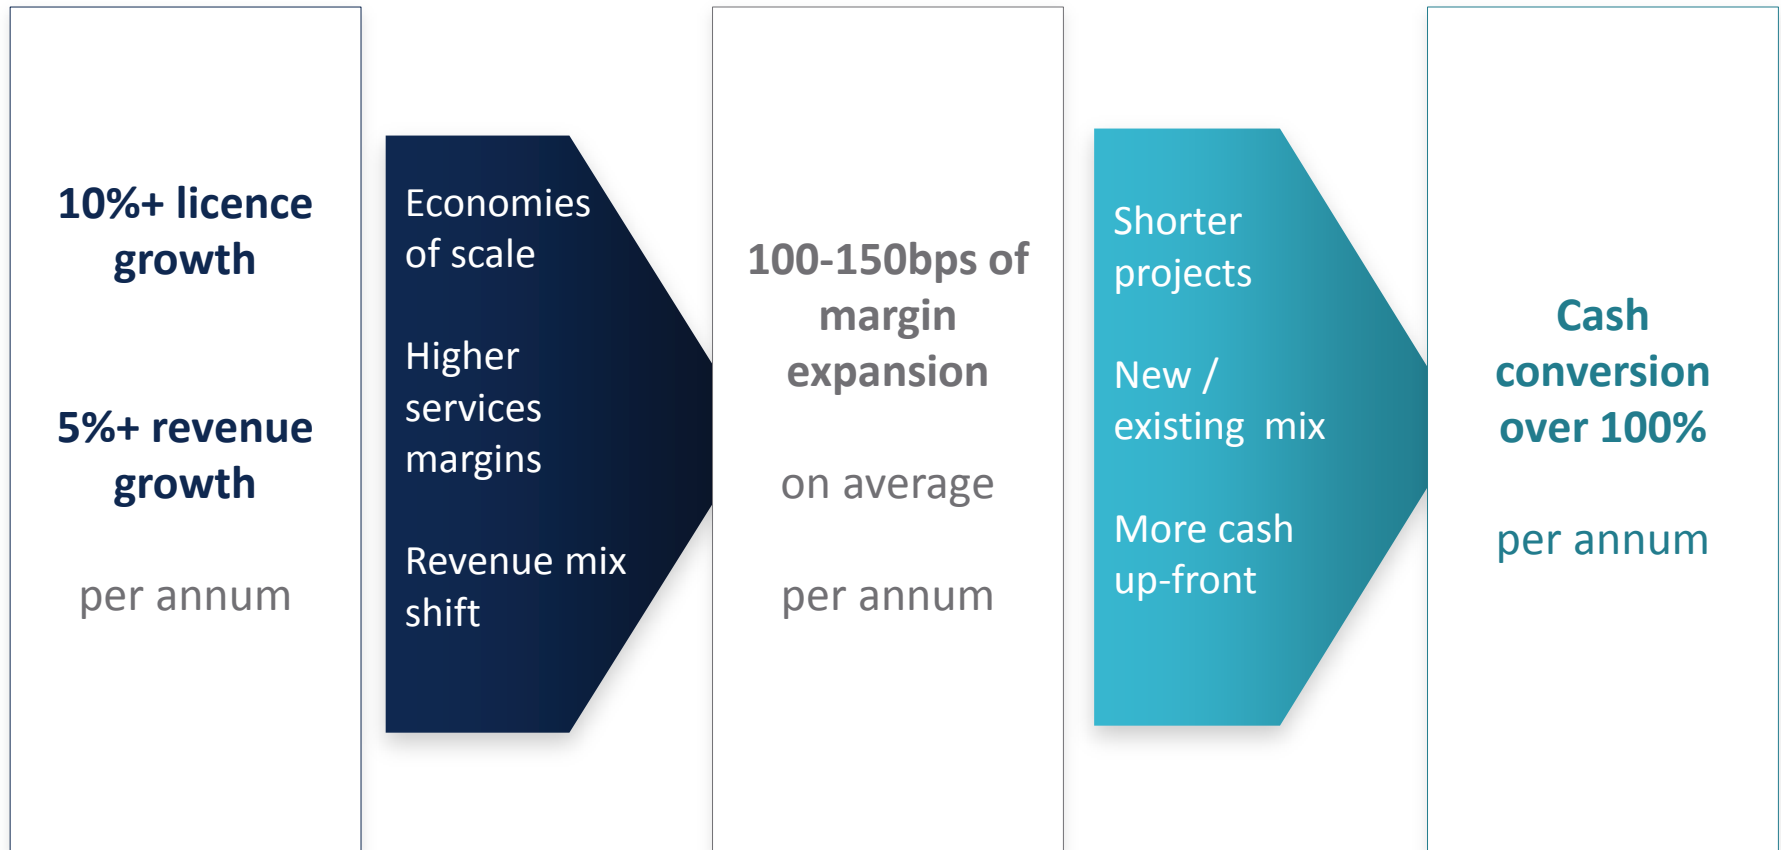 10%+ licence
growth
5%+ revenue
growth
per annum
Economies
of scale
Higher
services
margins
Revenue mix
shift
100-150bps of
margin
expansion
on average
per annum
Shorter
projects
New /
existing  mix
More cash
up-front
Cash
conversion
over 100%
per annum